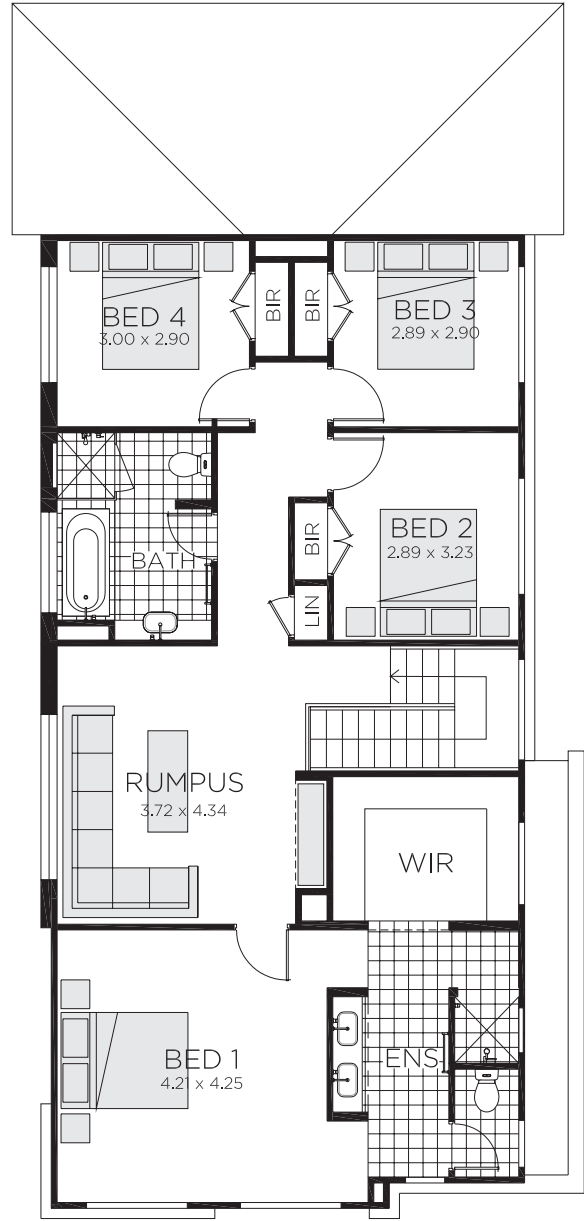 BED 4
3.00 x 2.90
BIR
BIR
BED 3
2.89 x 2.90
BATH
BIR
BED 2
2.89 x 3.23
LIN
RUMPUS
3.72 x 4.34
WIR
BED 1
4.21 x 4.25
ENS